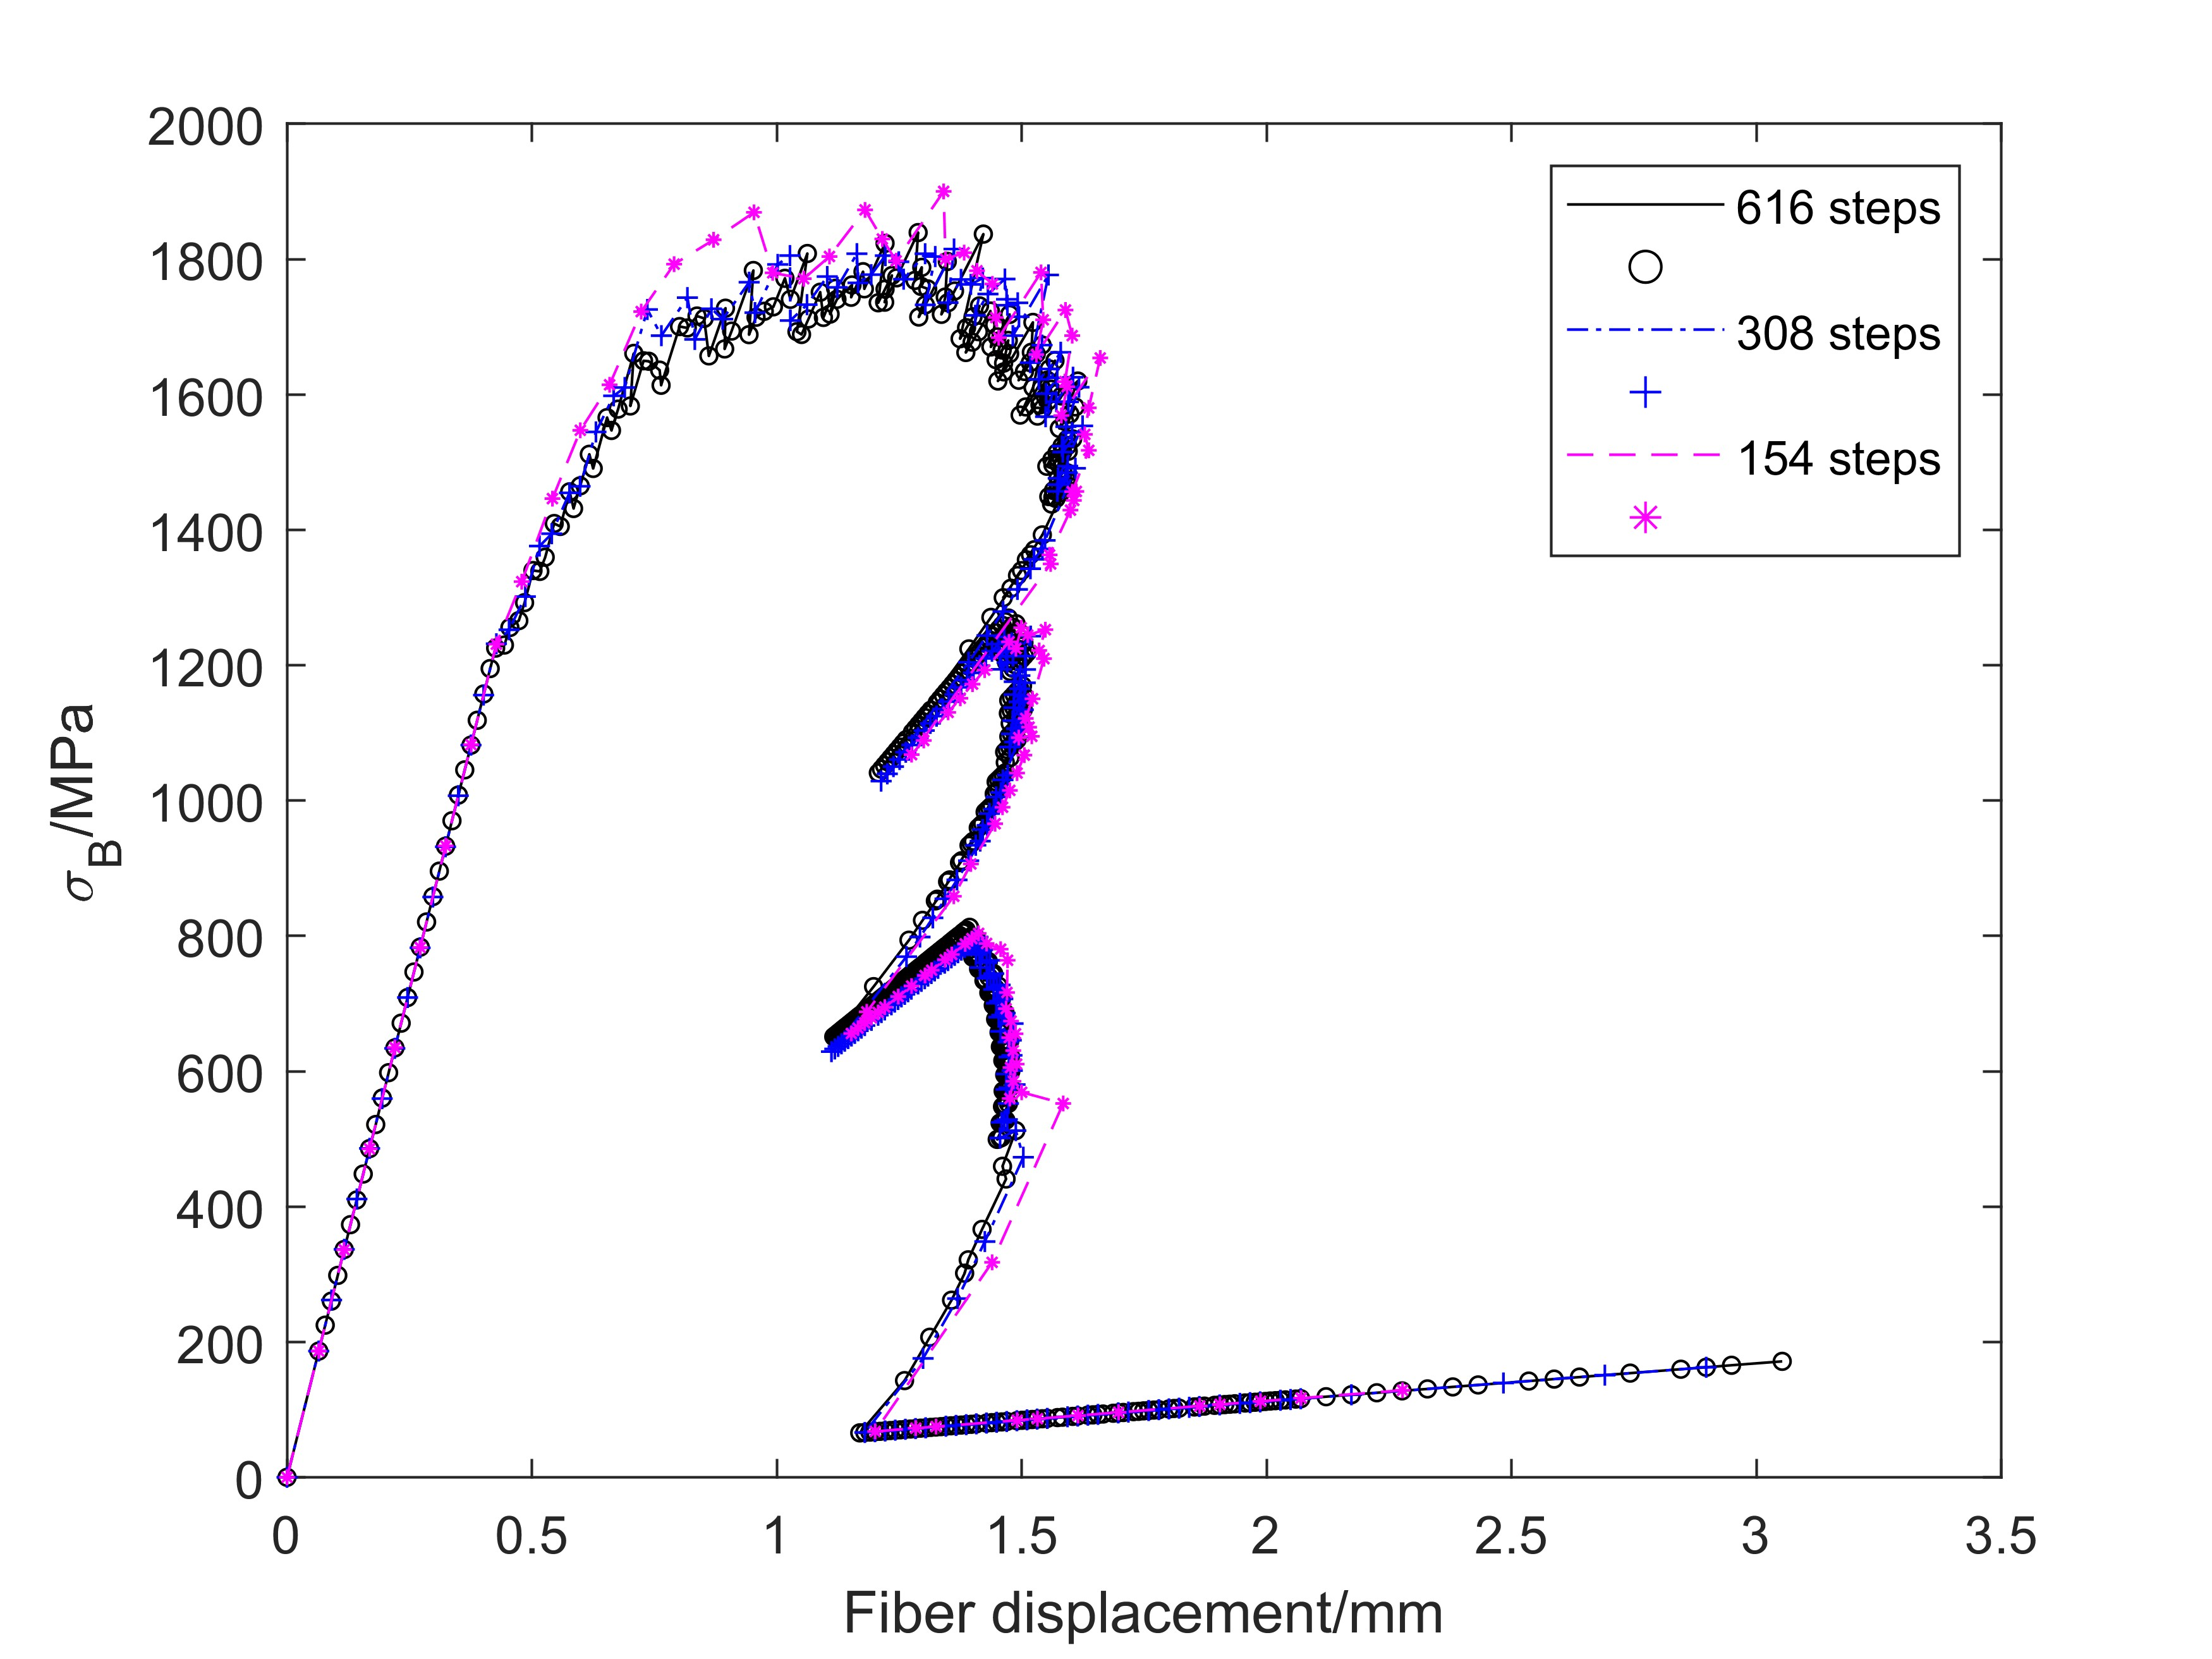 2000
1800
1600
1400
1200
1000
800
600
400
200
0
σB/MPa
616 steps
308 steps
154 steps
0 0.5 1 1.5 2 2.5 3 3.5
Fiber displacement/mm